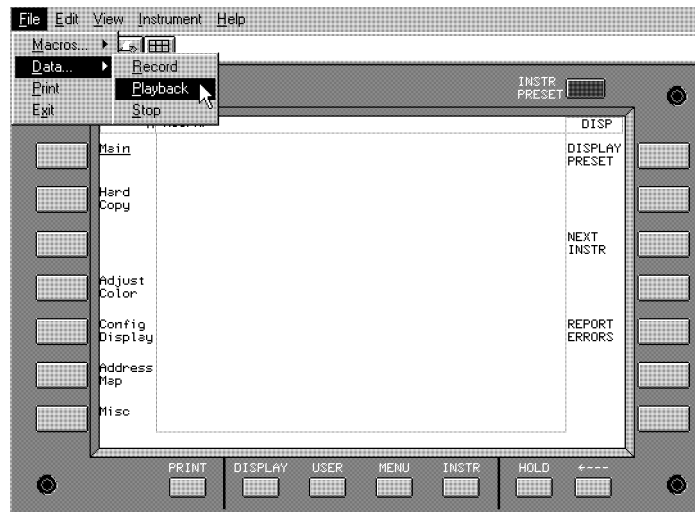 File Edit View Instrument Help
Macros...
Data...
Print
Exit
Record
Playback
Stop
INSTR
PRESET
DISP
Main
Hard
Copy
Adjust
Color
Config
Display
Address
Map
Misc
DISPLAY
PRESET
NEXT
INSTR
REPORT
ERRORS
PRINT DISPLAY USER MENU INSTR HOLD ←---